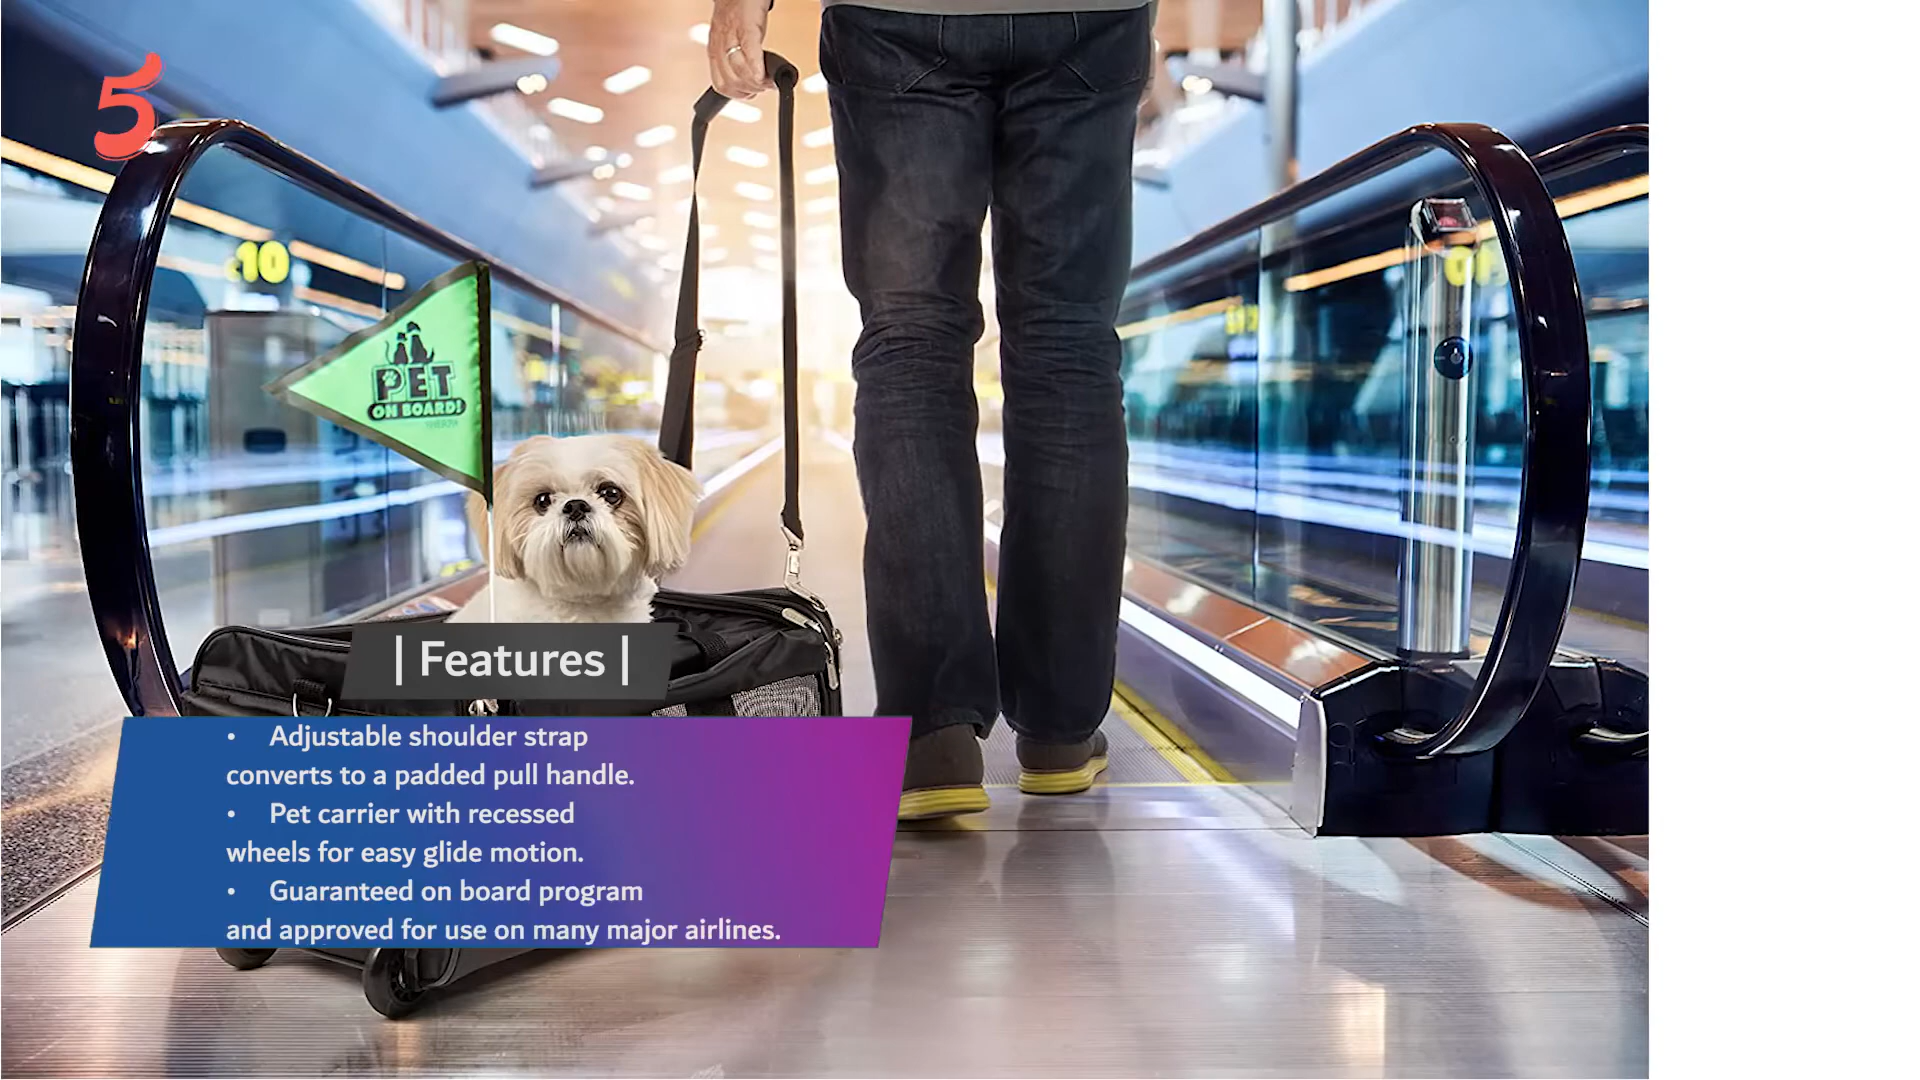 5
10
PET
ON BOARD!
SHERPA
| Features |
• Adjustable shoulder strap
converts to a padded pull handle.
• Pet carrier with recessed
wheels for easy glide motion.
• Guaranteed on board program
and approved for use on many major airlines.